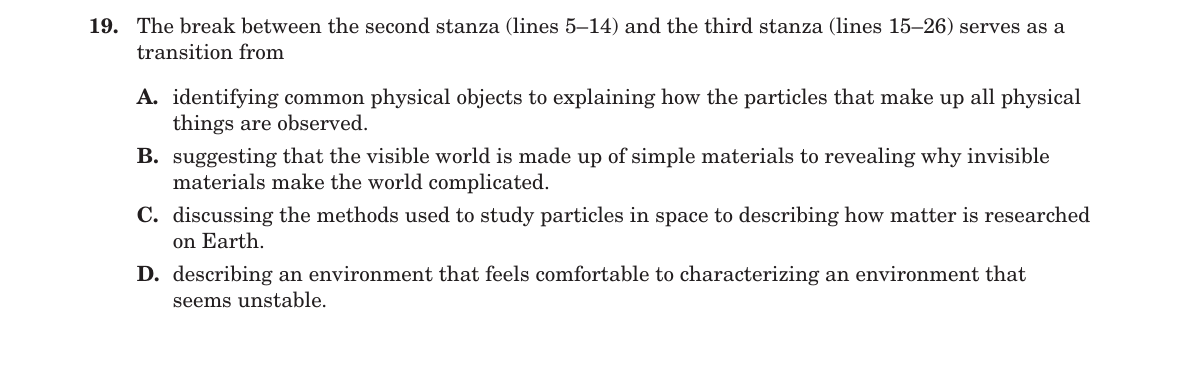 19. The break between the second stanza (lines 5–14) and the third stanza (lines 15–26) serves as a
transition from
A. identifying common physical objects to explaining how the particles that make up all physical
things are observed.
B. suggesting that the visible world is made up of simple materials to revealing why invisible
materials make the world complicated.
C. discussing the methods used to study particles in space to describing how matter is researched
on Earth.
D. describing an environment that feels comfortable to characterizing an environment that
seems unstable.